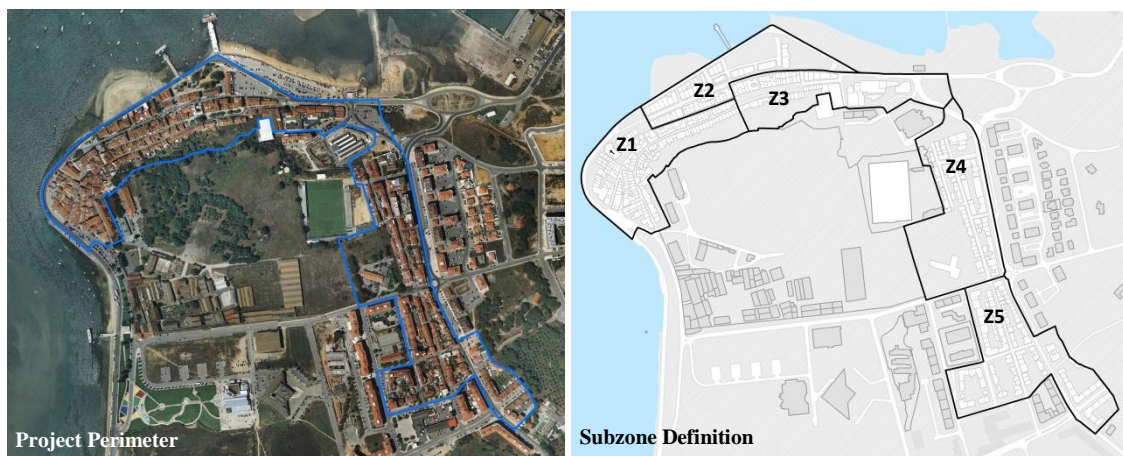 Z2
Z3
Z1
Z4
Z5
Project Perimeter
Subzone Definition